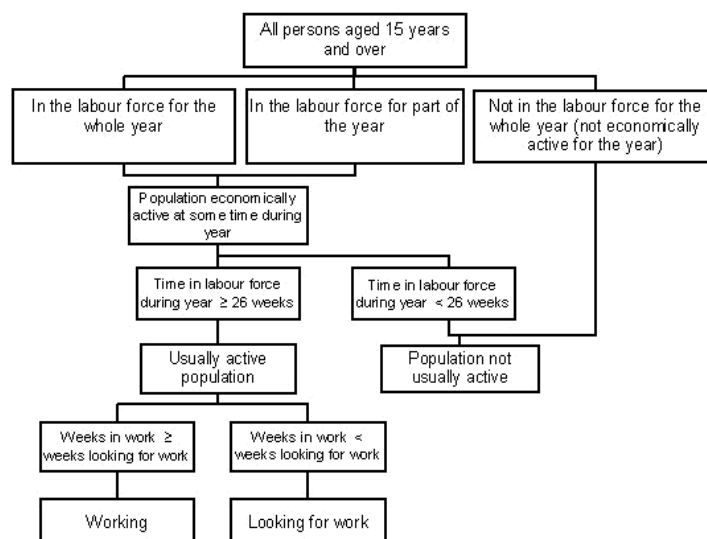 All persons aged 15 years
and over
In the labour force for the
whole year
In the labour force for part of
the year
Not in the labour force for the
whole year (not economically
active for the year)
Population economically
active at some time during
year
Time in labour force
during year ≥ 26 weeks
Time in labour force
during year < 26 weeks
Usually active
population
Population not
usually active
Weeks in work ≥
weeks looking for work
Weeks in work <
weeks looking for work
Working
Looking for work